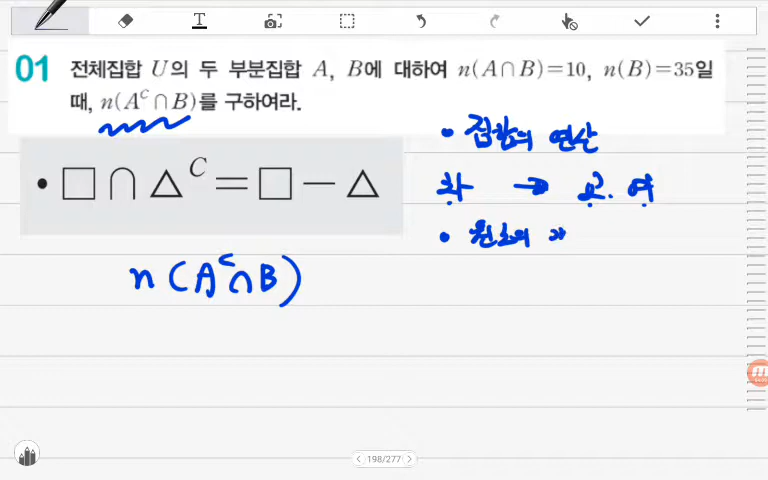 01 전체집합 U의 두 부분집합 A, B에 대하여 n(A∩B)=10, n(B)=35일
때, n(A^C∩B)를 구하여라.
• 집합의 연산
• □∩△^C=□-△
차 → 교. 여
• 원소의
n(A^C∩B)
198/277